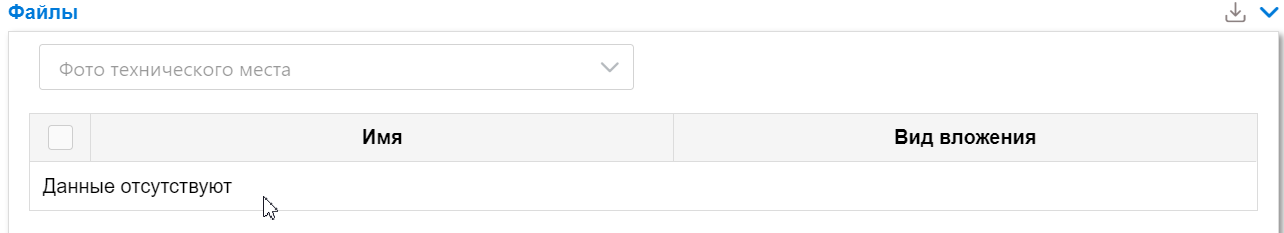 Файлы
Фото технического места
Имя Вид вложения
Данные отсутствуют